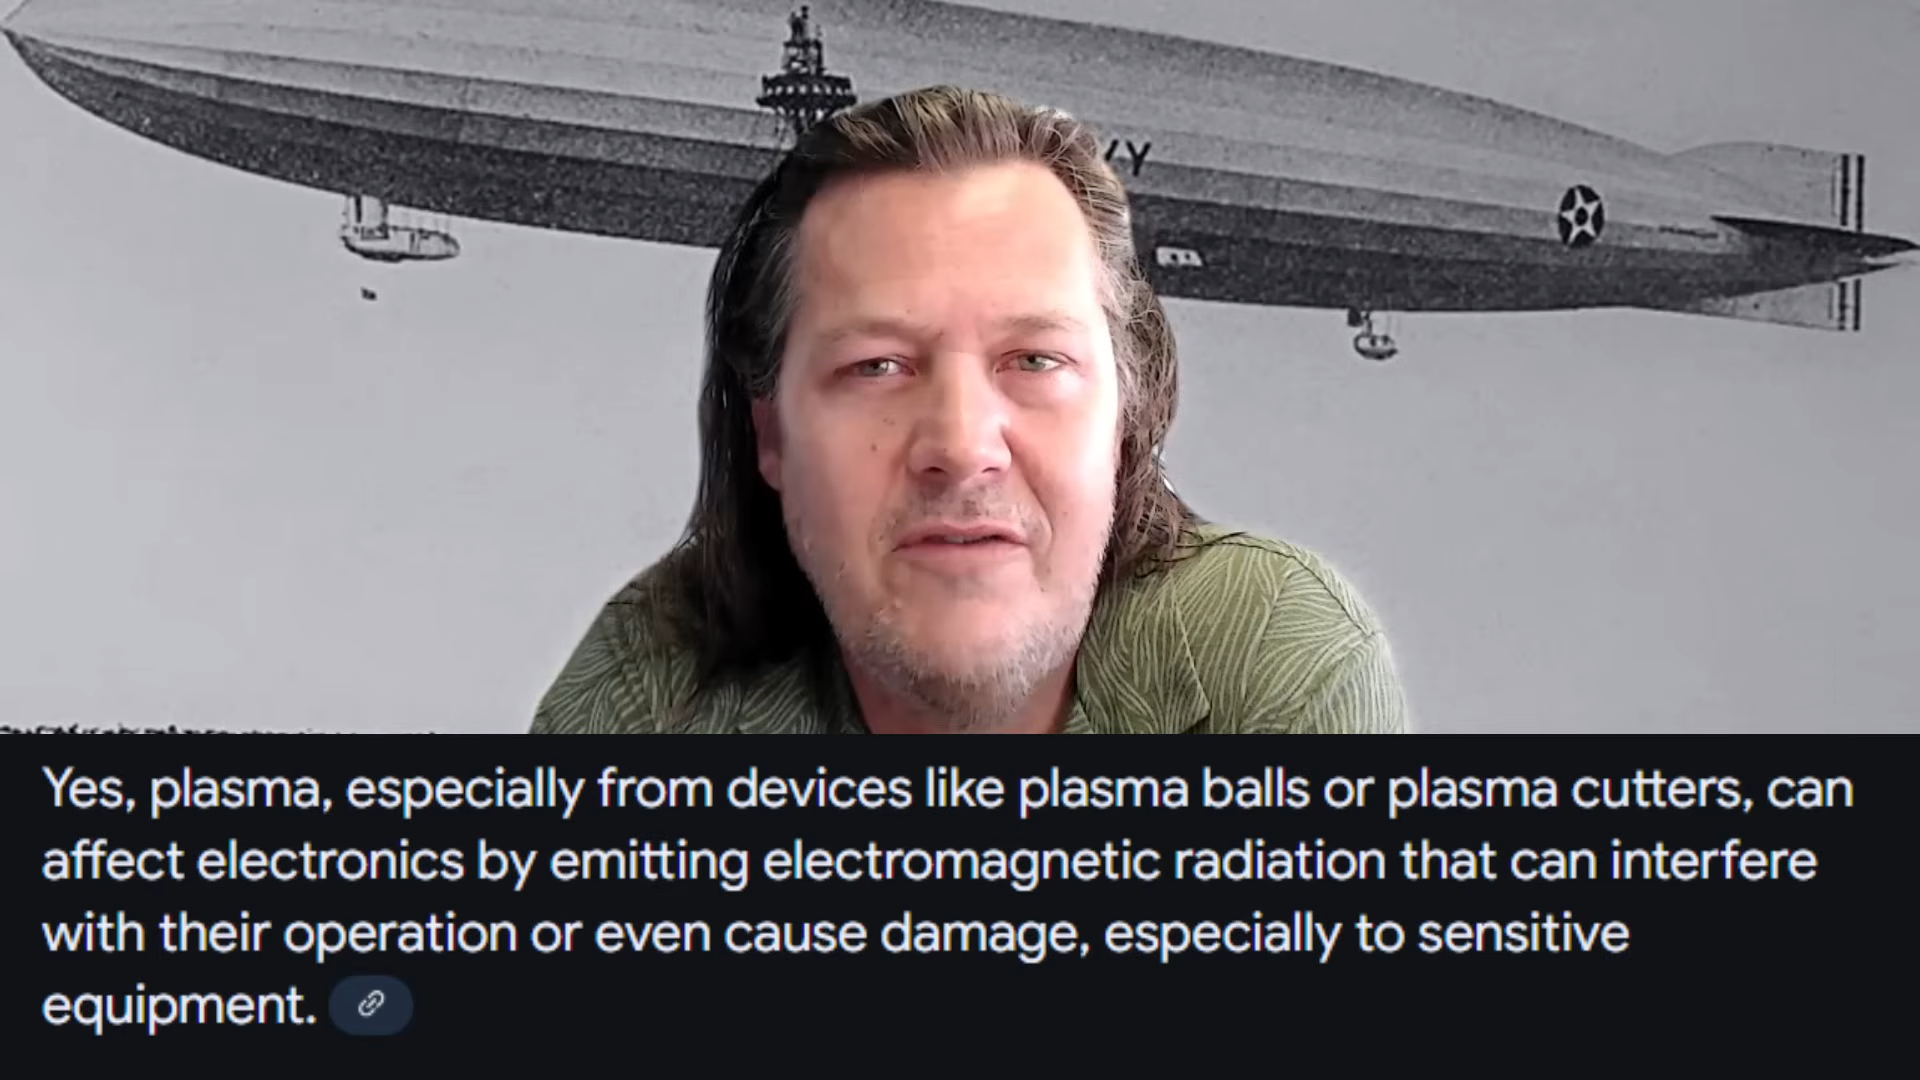 VY
Yes, plasma, especially from devices like plasma balls or plasma cutters, can
affect electronics by emitting electromagnetic radiation that can interfere
with their operation or even cause damage, especially to sensitive
equipment.